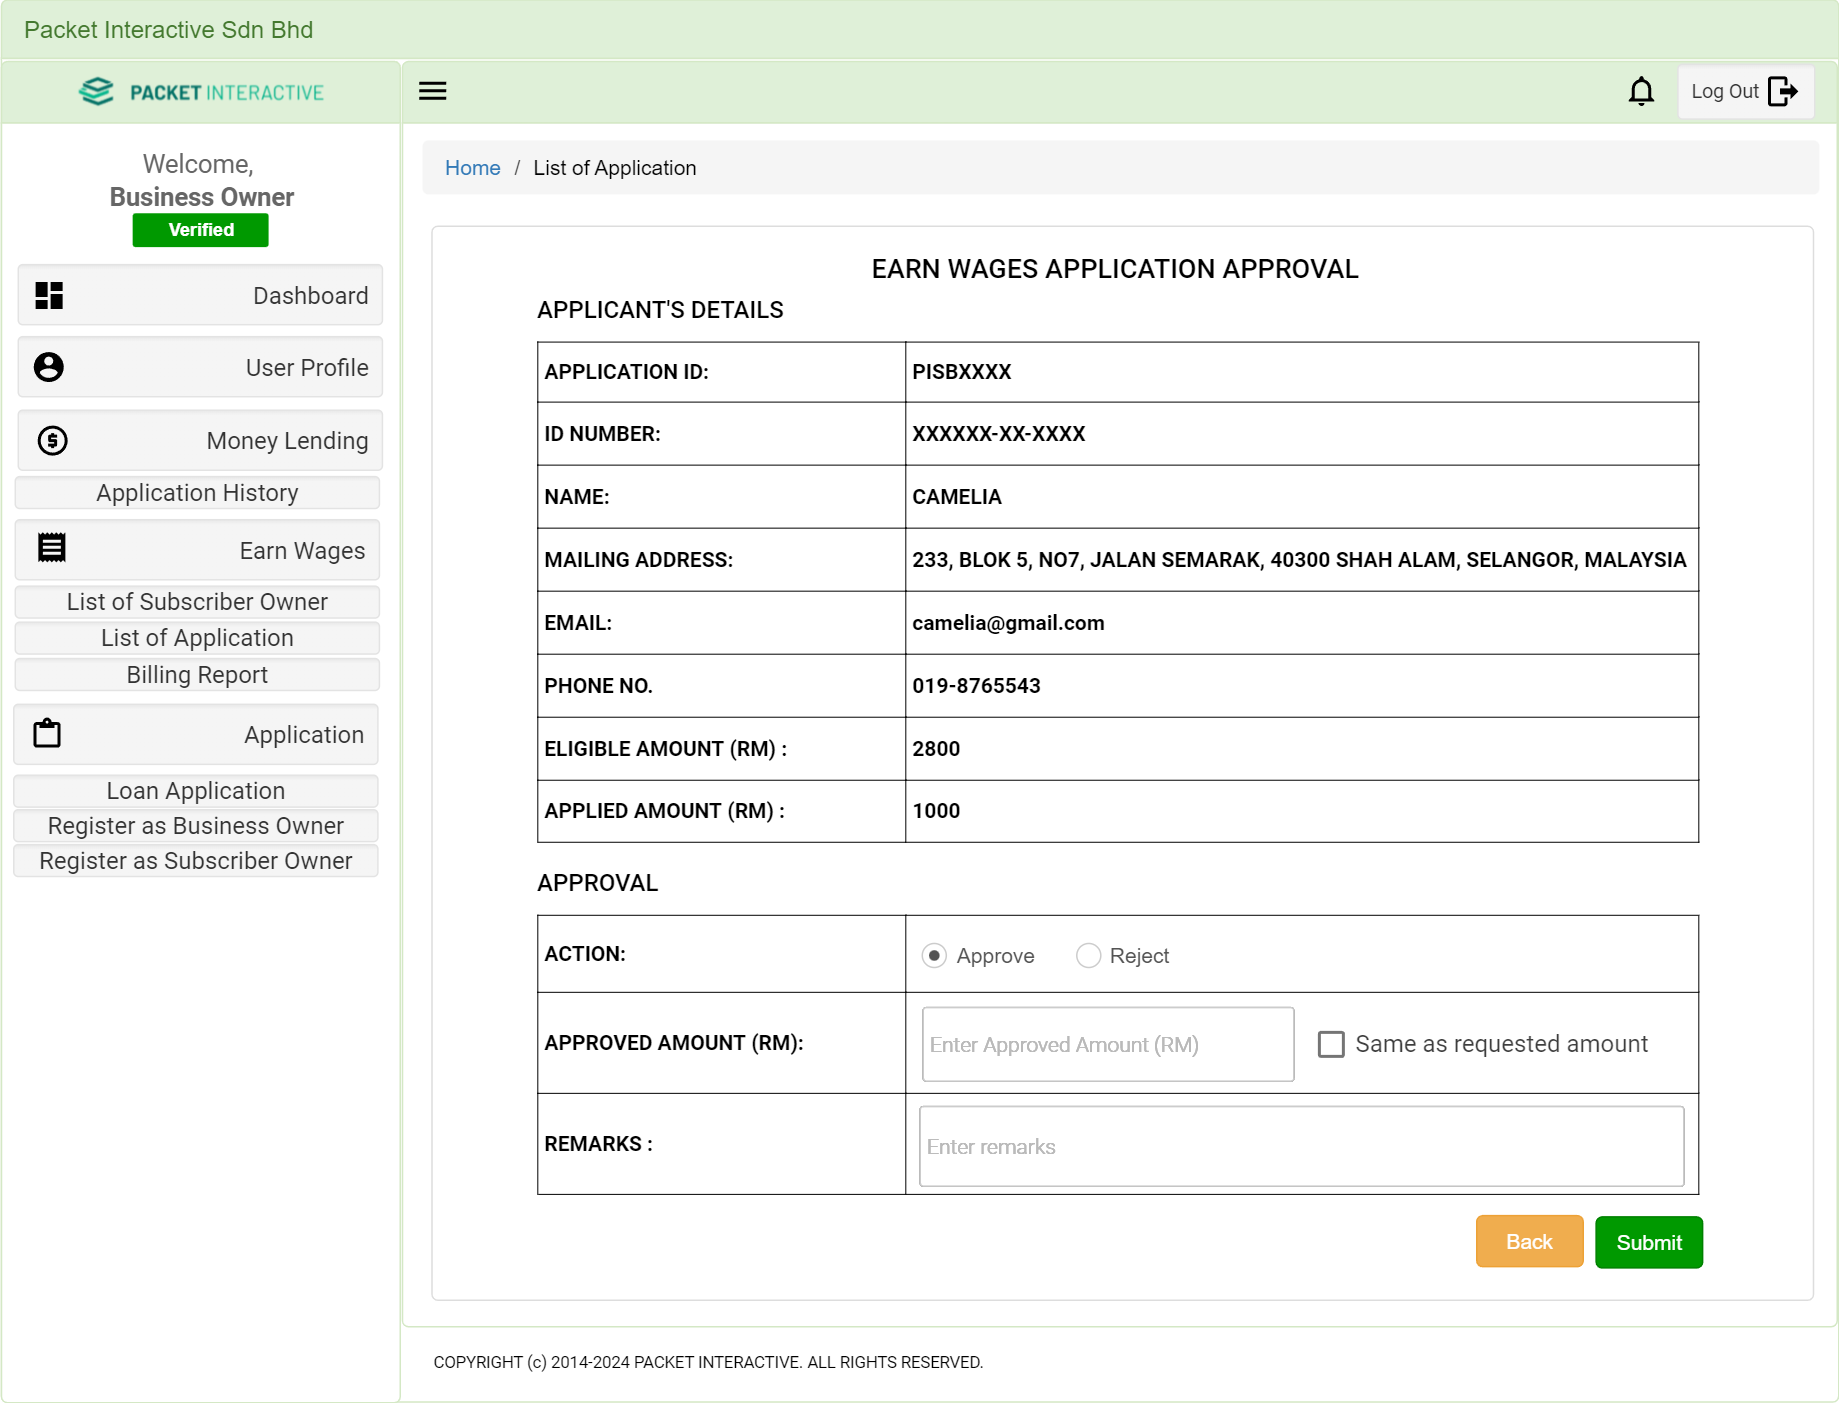 Packet Interactive Sdn Bhd
PACKET INTERACTIVE
Log Out
Welcome,
Business Owner
Verified
Dashboard
User Profile
Money Lending
Application History
Earn Wages
List of Subscriber Owner
List of Application
Billing Report
Application
Loan Application
Register as Business Owner
Register as Subscriber Owner
Home / List of Application
EARN WAGES APPLICATION APPROVAL
APPLICANT'S DETAILS
APPLICATION ID: PISBXXXX
ID NUMBER: XXXXXX-XX-XXXX
NAME: CAMELIA
MAILING ADDRESS: 233, BLOK 5, NO7, JALAN SEMARAK, 40300 SHAH ALAM, SELANGOR, MALAYSIA
EMAIL: camelia@gmail.com
PHONE NO. 019-8765543
ELIGIBLE AMOUNT (RM) : 2800
APPLIED AMOUNT (RM) : 1000
APPROVAL
ACTION: Approve Reject
APPROVED AMOUNT (RM): Enter Approved Amount (RM) Same as requested amount
REMARKS : Enter remarks
Back Submit
COPYRIGHT (c) 2014-2024 PACKET INTERACTIVE. ALL RIGHTS RESERVED.